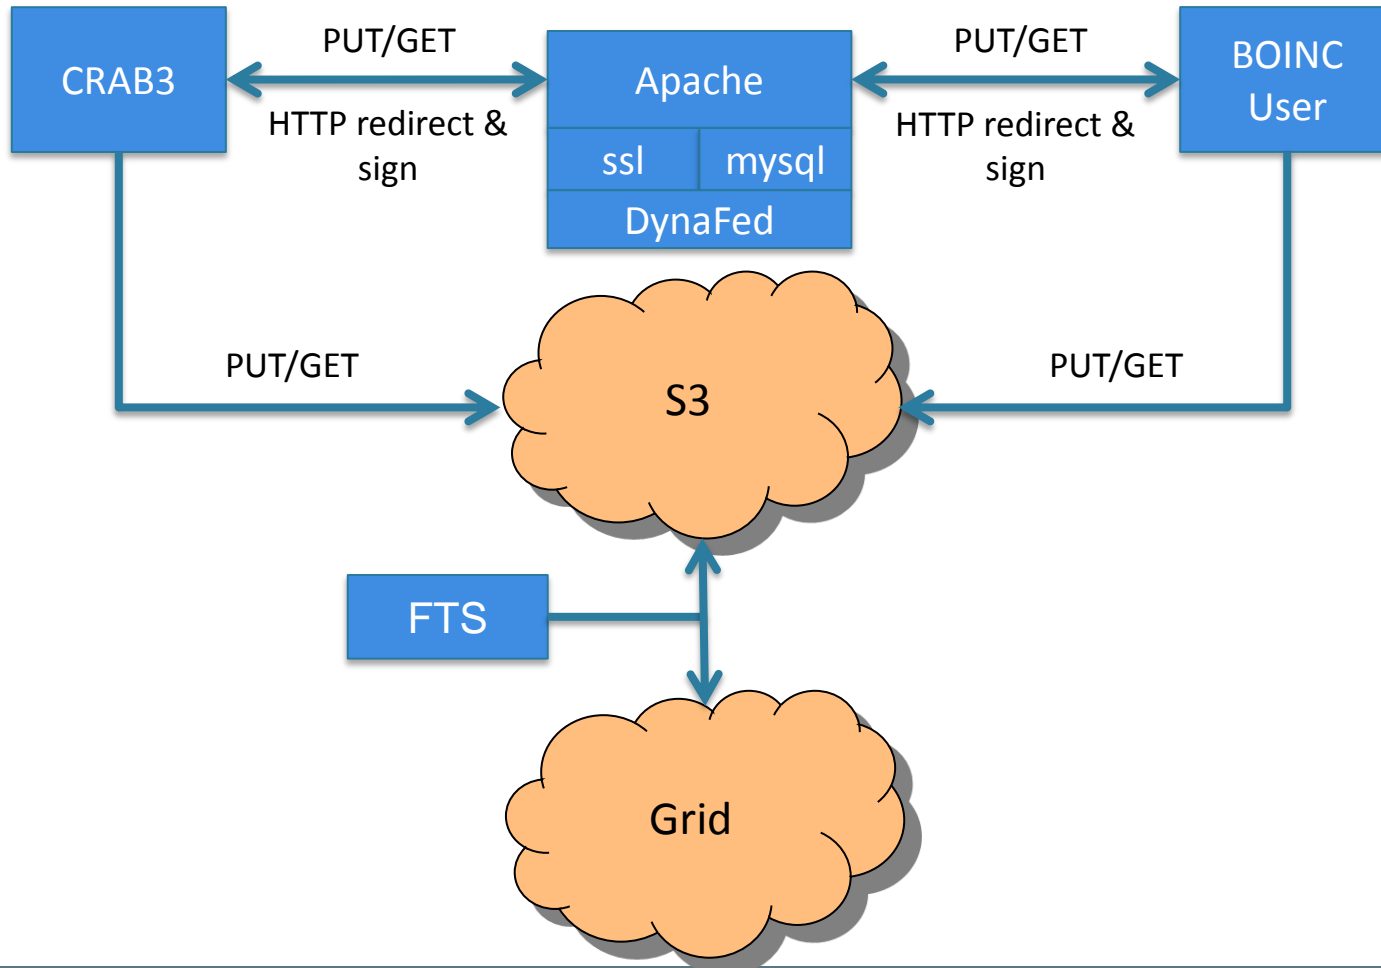 CRAB3
PUT/GET
HTTP redirect &
sign
Apache
ssl
mysql
DynaFed
PUT/GET
HTTP redirect &
sign
BOINC
User
PUT/GET
S3
PUT/GET
FTS
Grid